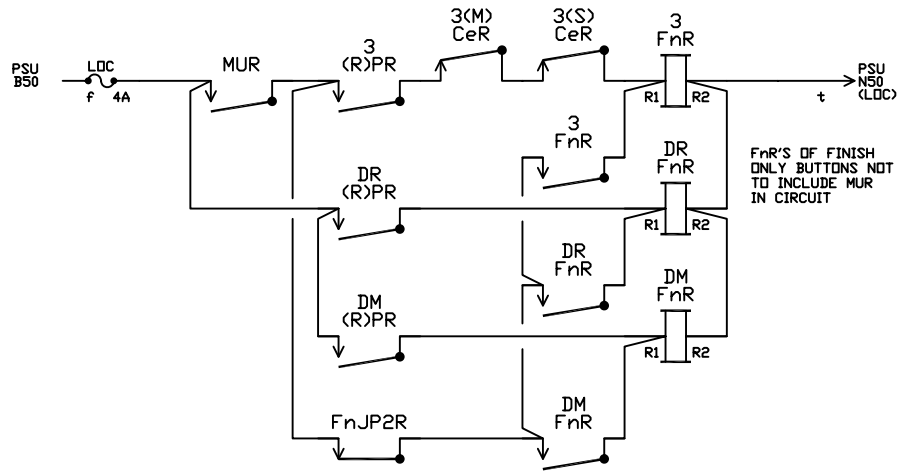 3(M)
CeR
3(S)
CeR
3
FnR
PSU
B50
LOC
f 4A
MUR
3
(R)PR
R1 R2
t
PSU
N50
(LOC)
3
FnR
DR
(R)PR
DR
FnR
R1 R2
FnR'S OF FINISH
ONLY BUTTONS NOT
TO INCLUDE MUR
IN CIRCUIT
DR
FnR
DM
(R)PR
DM
FnR
R1 R2
FnJP2R
DM
FnR